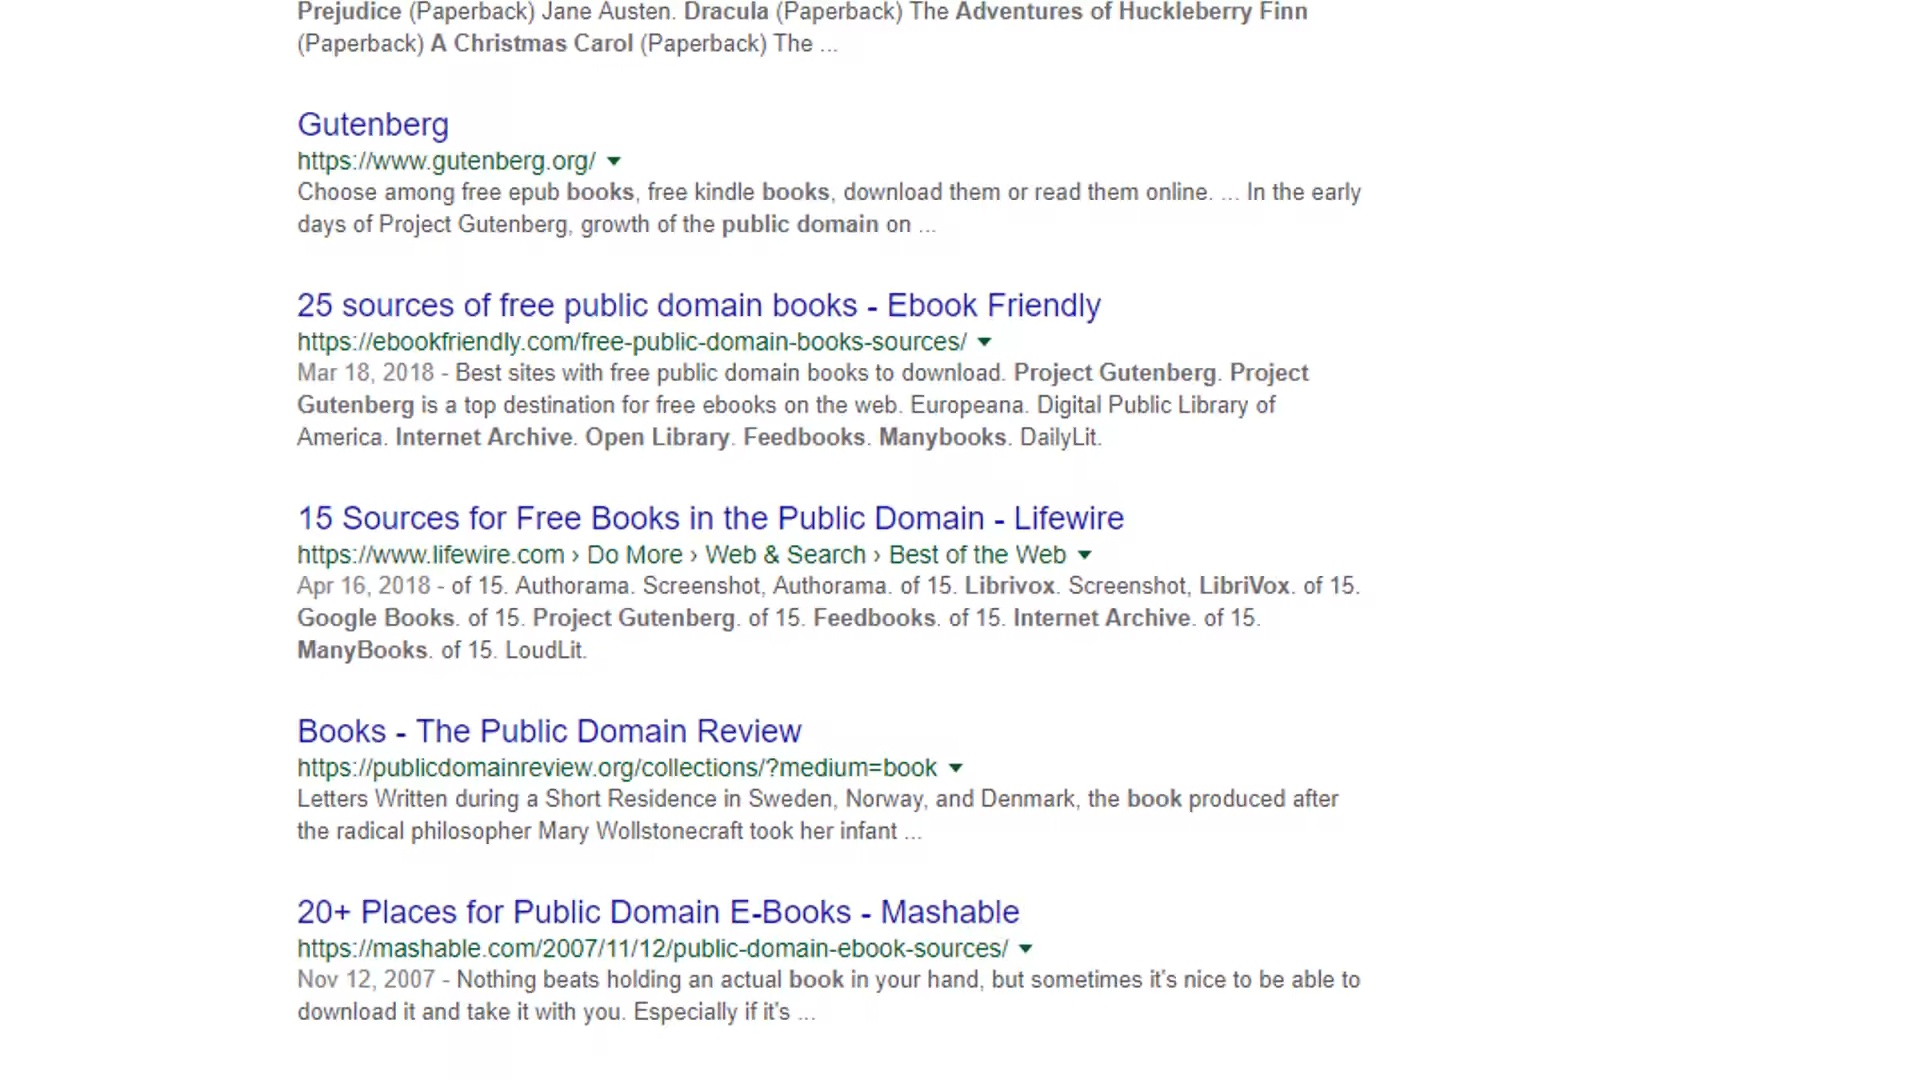 Prejudice (Paperback) Jane Austen. Dracula (Paperback) The Adventures of Huckleberry Finn
(Paperback) A Christmas Carol (Paperback) The ...
Gutenberg
https://www.gutenberg.org/
Choose among free epub books, free kindle books, download them or read them online. ... In the early
days of Project Gutenberg, growth of the public domain on ...
25 sources of free public domain books - Ebook Friendly
https://ebookfriendly.com/free-public-domain-books-sources/
Mar 18, 2018 - Best sites with free public domain books to download. Project Gutenberg. Project
Gutenberg is a top destination for free ebooks on the web. Europeana. Digital Public Library of
America. Internet Archive. Open Library. Feedbooks. Manybooks. DailyLit.
15 Sources for Free Books in the Public Domain - Lifewire
https://www.lifewire.com › Do More › Web & Search › Best of the Web
Apr 16, 2018 - of 15. Authorama. Screenshot, Authorama. of 15. Librivox. Screenshot, LibriVox. of 15.
Google Books. of 15. Project Gutenberg. of 15. Feedbooks. of 15. Internet Archive. of 15.
ManyBooks. of 15. LoudLit.
Books - The Public Domain Review
https://publicdomainreview.org/collections/?medium=book
Letters Written during a Short Residence in Sweden, Norway, and Denmark, the book produced after
the radical philosopher Mary Wollstonecraft took her infant ...
20+ Places for Public Domain E-Books - Mashable
https://mashable.com/2007/11/12/public-domain-ebook-sources/
Nov 12, 2007 - Nothing beats holding an actual book in your hand, but sometimes it's nice to be able to
download it and take it with you. Especially if it's ...